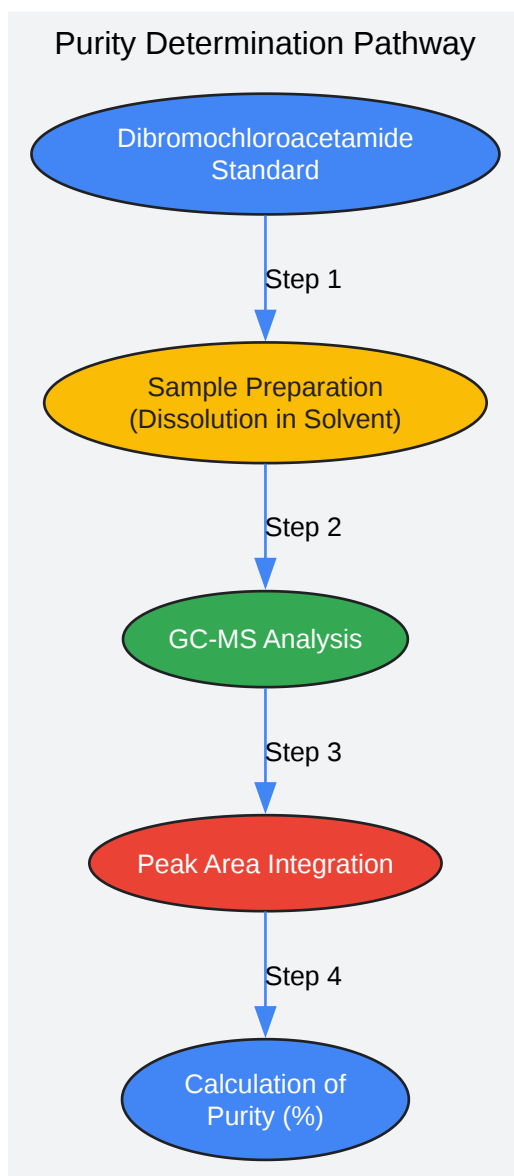 Purity Determination Pathway
Dibromochloroacetamide
Standard
Step 1
Sample Preparation
(Dissolution in Solvent)
Step 2
GC-MS Analysis
Step 3
Peak Area Integration
Step 4
Calculation of
Purity (%)